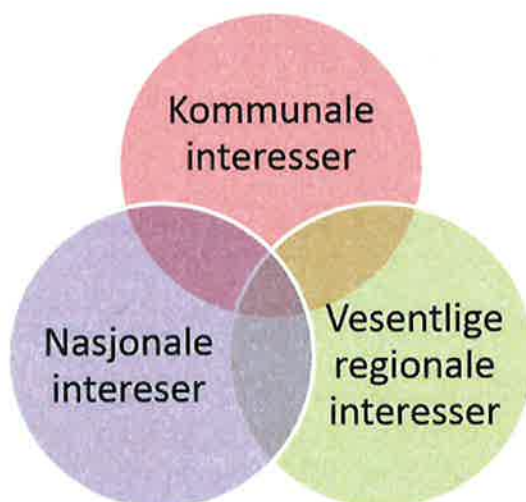 Kommunale
interesser
Nasjonale
intereser
Vesentlige
regionale
interesser